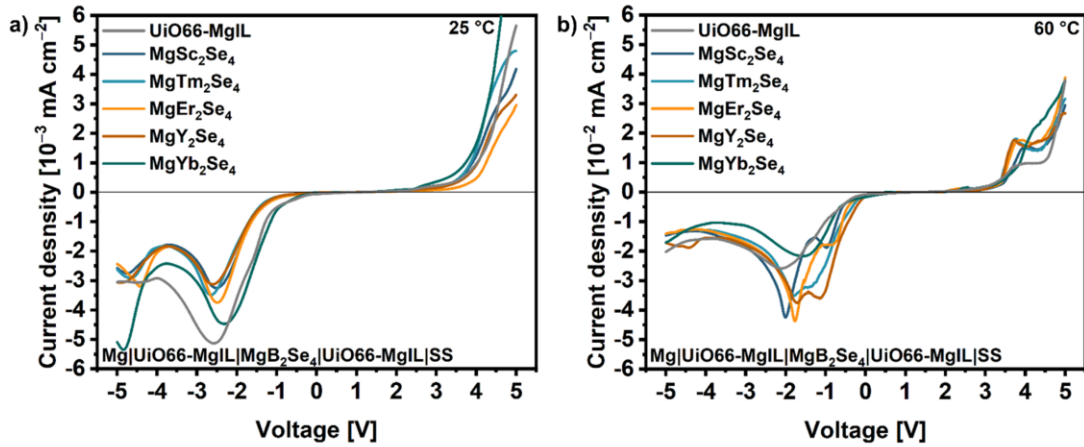 a)
25 °C
UiO66-MgIL
MgSc₂Se₄
MgTm₂Se₄
MgEr₂Se₄
MgY₂Se₄
MgYb₂Se₄
Current desnsity [10⁻³ mA cm⁻²]
6
5
4
3
2
1
0
-1
-2
-3
-4
-5
-6
Mg|UiO66-MgIL|MgB₂Se₄|UiO66-MgIL|SS
-5 -4 -3 -2 -1 0 1 2 3 4 5
Voltage [V]
b)
60 °C
UiO66-MgIL
MgSc₂Se₄
MgTm₂Se₄
MgEr₂Se₄
MgY₂Se₄
MgYb₂Se₄
Current desnsity [10⁻² mA cm⁻²]
6
5
4
3
2
1
0
-1
-2
-3
-4
-5
-6
Mg|UiO66-MgIL|MgB₂Se₄|UiO66-MgIL|SS
-5 -4 -3 -2 -1 0 1 2 3 4 5
Voltage [V]